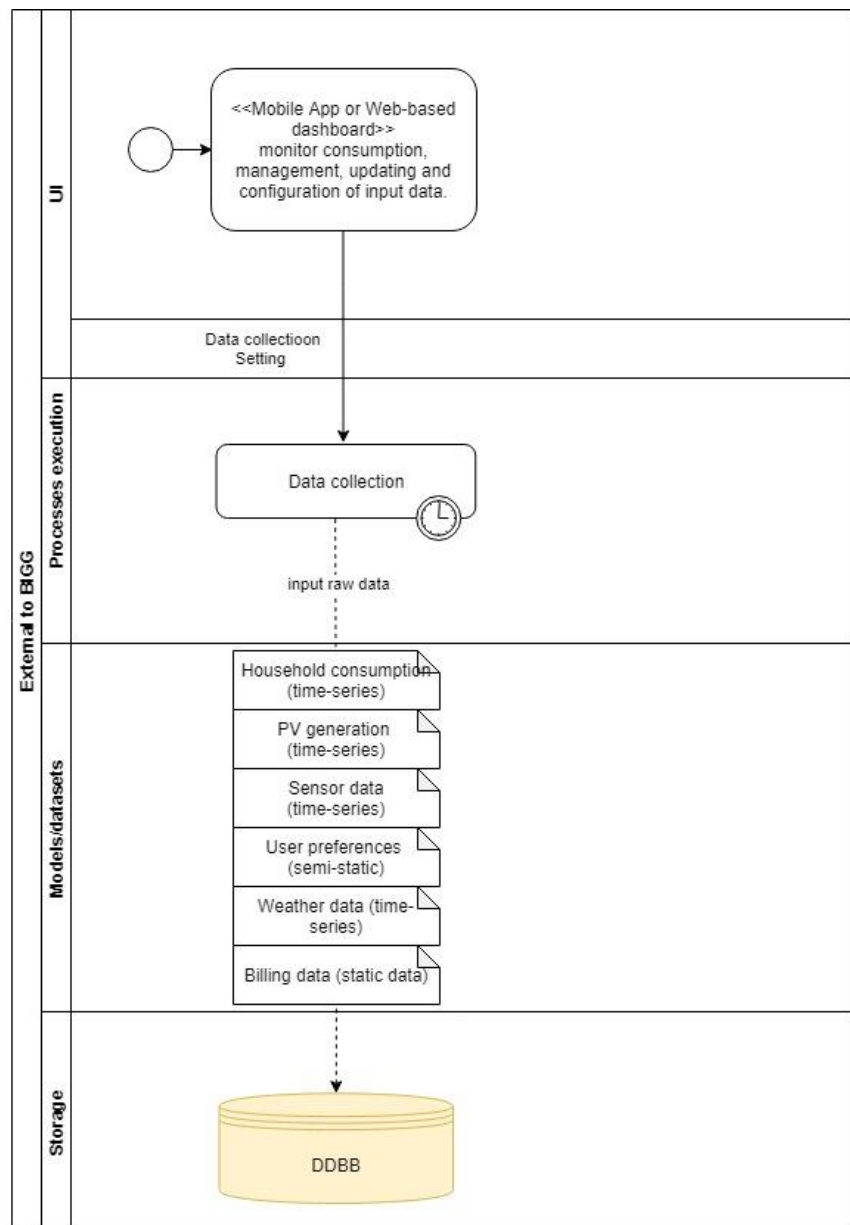 External to BIGG
UI
<<Mobile App or Web-based
dashboard>>
monitor consumption,
management, updating and
configuration of input data.
Data collectioon
Setting
Processes execution
Data collection
input raw data
Models/datasets
Household consumption
(time-series)
PV generation
(time-series)
Sensor data
(time-series)
User preferences
(semi-static)
Weather data (time-
series)
Billing data (static data)
Storage
DDBB